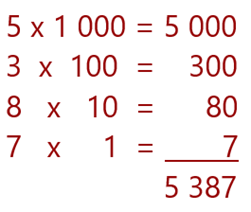 5 x 1 000 = 5 000
3 x 100 = 300
8 x 10 = 80
7 x 1 = 7
5 387